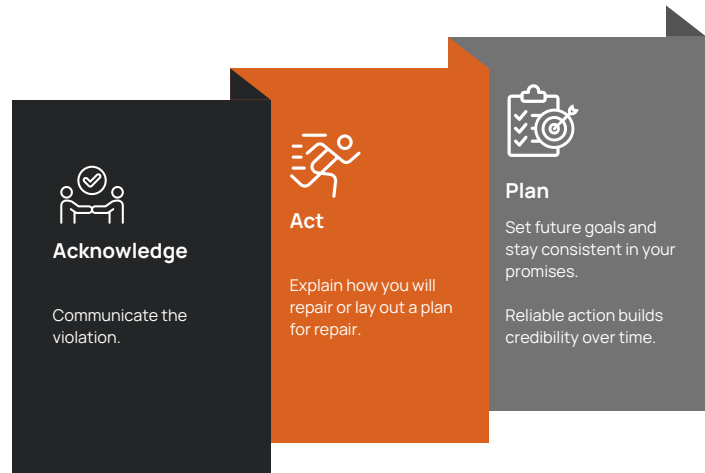 Acknowledge
Communicate the
violation.
Act
Explain how you will
repair or lay out a plan
for repair.
Plan
Set future goals and
stay consistent in your
promises.
Reliable action builds
credibility over time.